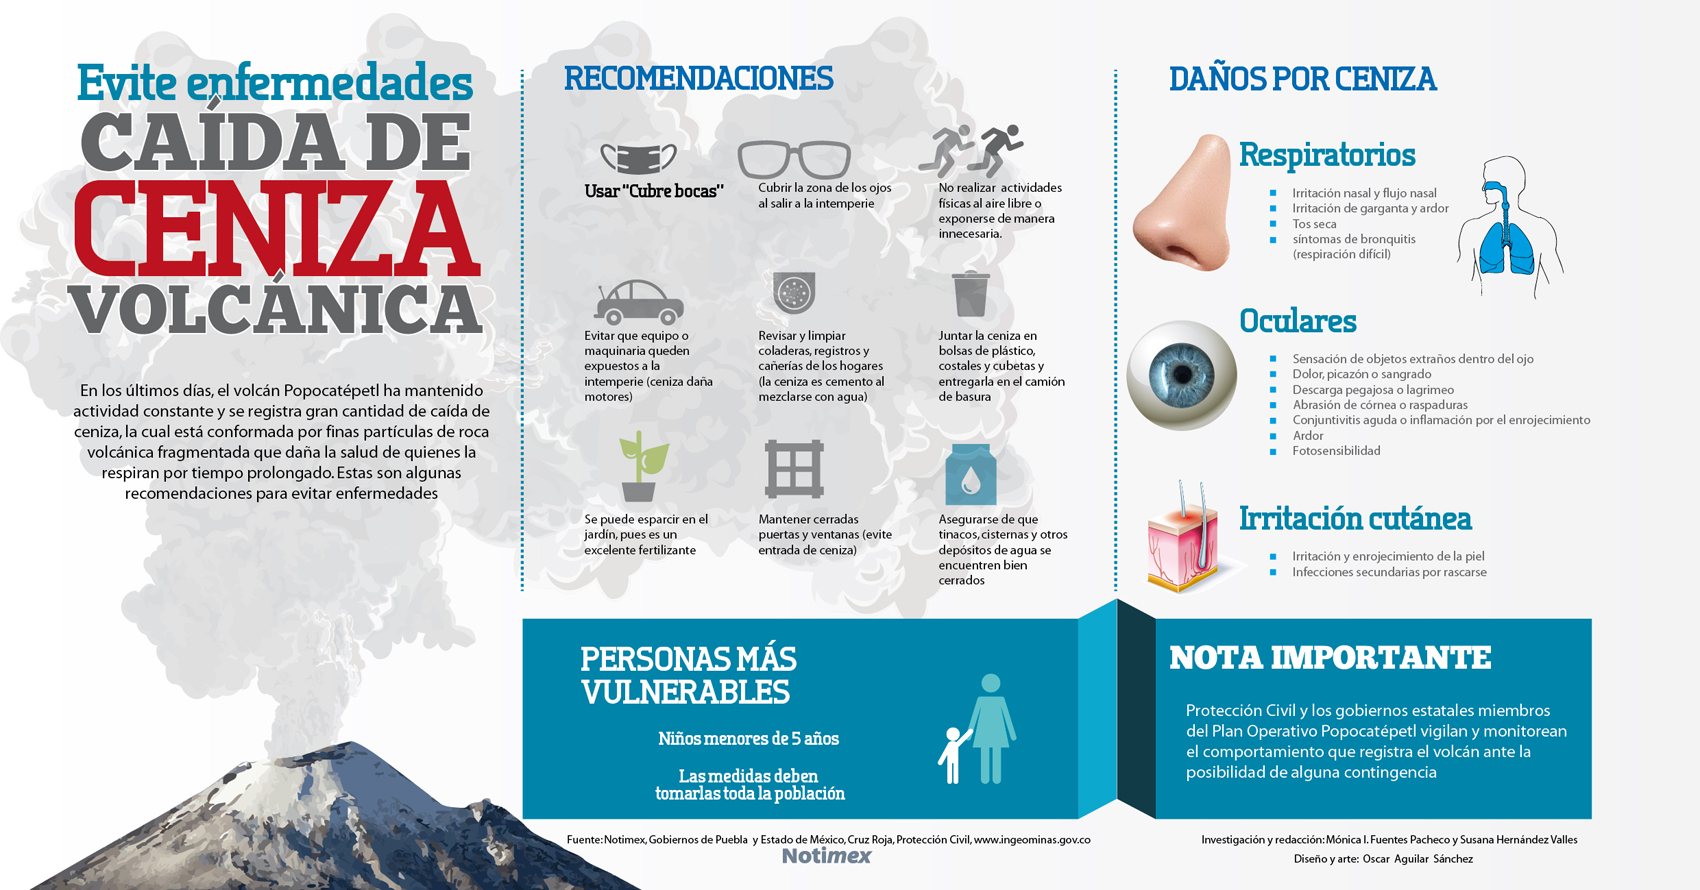 Evite enfermedades
CAÍDA DE
CENIZA
VOLCÁNICA
En los últimos días, el volcán Popocatépetl ha mantenido
actividad constante y se registra gran cantidad de caída de
ceniza, la cual está conformada por finas partículas de roca
volcánica fragmentada que daña la salud de quienes la
respiran por tiempo prolongado. Estas son algunas
recomendaciones para evitar enfermedades
RECOMENDACIONES
Usar "Cubre bocas"
Cubrir la zona de los ojos
al salir a la intemperie
No realizar actividades
físicas al aire libre o
exponerse de manera
innecesaria.
Evitar que equipo o
maquinaria queden
expuestos a la
intemperie (ceniza daña
motores)
Revisar y limpiar
coladeras, registros y
cañerías de los hogares
(la ceniza es cemento al
mezclarse con agua)
Juntar la ceniza en
bolsas de plástico,
costales y cubetas y
entregarla en el camión
de basura
Se puede esparcir en el
jardín, pues es un
excelente fertilizante
Mantener cerradas
puertas y ventanas (evite
entrada de ceniza)
Asegurarse de que
tinacos, cisternas y otros
depósitos de agua se
encuentren bien
cerrados
DAÑOS POR CENIZA
Respiratorios
Irritación nasal y flujo nasal
Irritación de garganta y ardor
Tos seca
síntomas de bronquitis
(respiración difícil)
Oculares
Sensación de objetos extraños dentro del ojo
Dolor, picazón o sangrado
Descarga pegajosa o lagrimeo
Abrasión de córnea o raspaduras
Conjuntivitis aguda o inflamación por el enrojecimiento
Ardor
Fotosensibilidad
Irritación cutánea
Irritación y enrojecimiento de la piel
Infecciones secundarias por rascarse
PERSONAS MÁS
VULNERABLES
Niños menores de 5 años
Las medidas deben
tomarlas toda la población
NOTA IMPORTANTE
Protección Civil y los gobiernos estatales miembros
del Plan Operativo Popocatépetl vigilan y monitorean
el comportamiento que registra el volcán ante la
posibilidad de alguna contingencia
Fuente: Notimex, Gobiernos de Puebla y Estado de México, Cruz Roja, Protección Civil, www.ingeominas.gov.co
Notimex
Investigación y redacción: Mónica I. Fuentes Pacheco y Susana Hernández Valles
Diseño y arte: Oscar Aguilar Sánchez